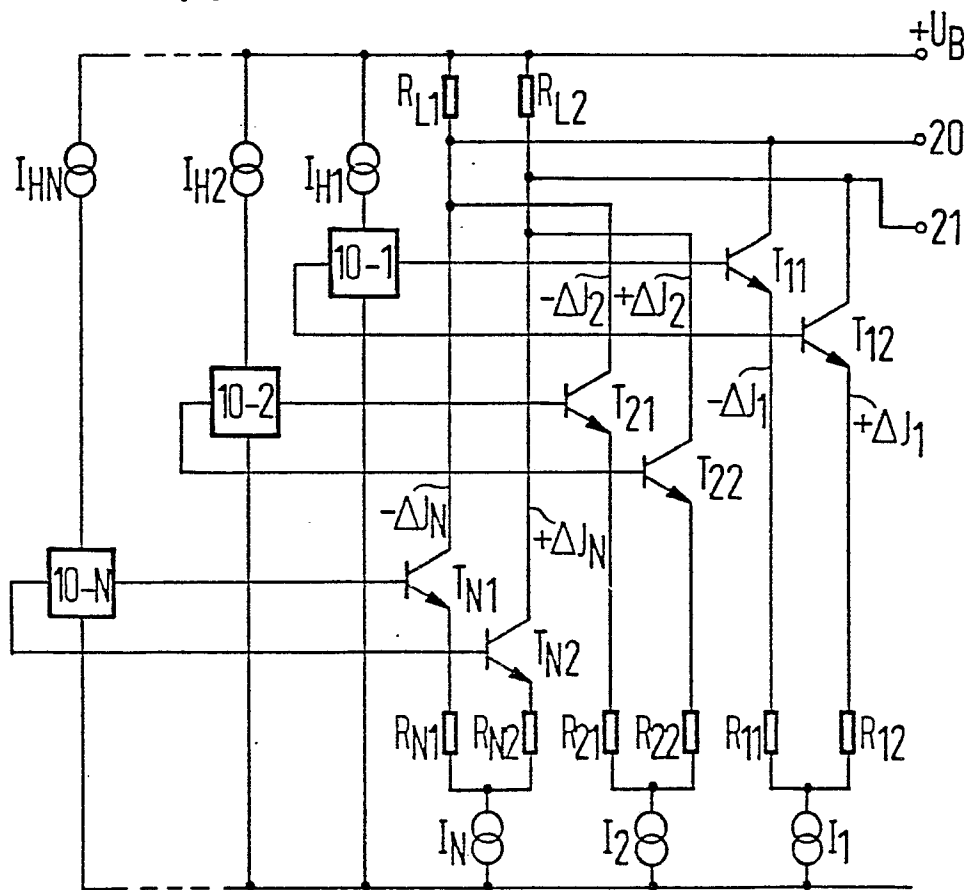 +U_B
R_L1 R_L2
20
I_HN I_H2 I_H1
21
10-1
T_11
-ΔJ_2 +ΔJ_2
T_12
10-2
T_21
-ΔJ_1
+ΔJ_1
T_22
-ΔJ_N
+ΔJ_N
10-N
T_N1
T_N2
R_N1 R_N2 R_21 R_22 R_11 R_12
I_N I_2 I_1